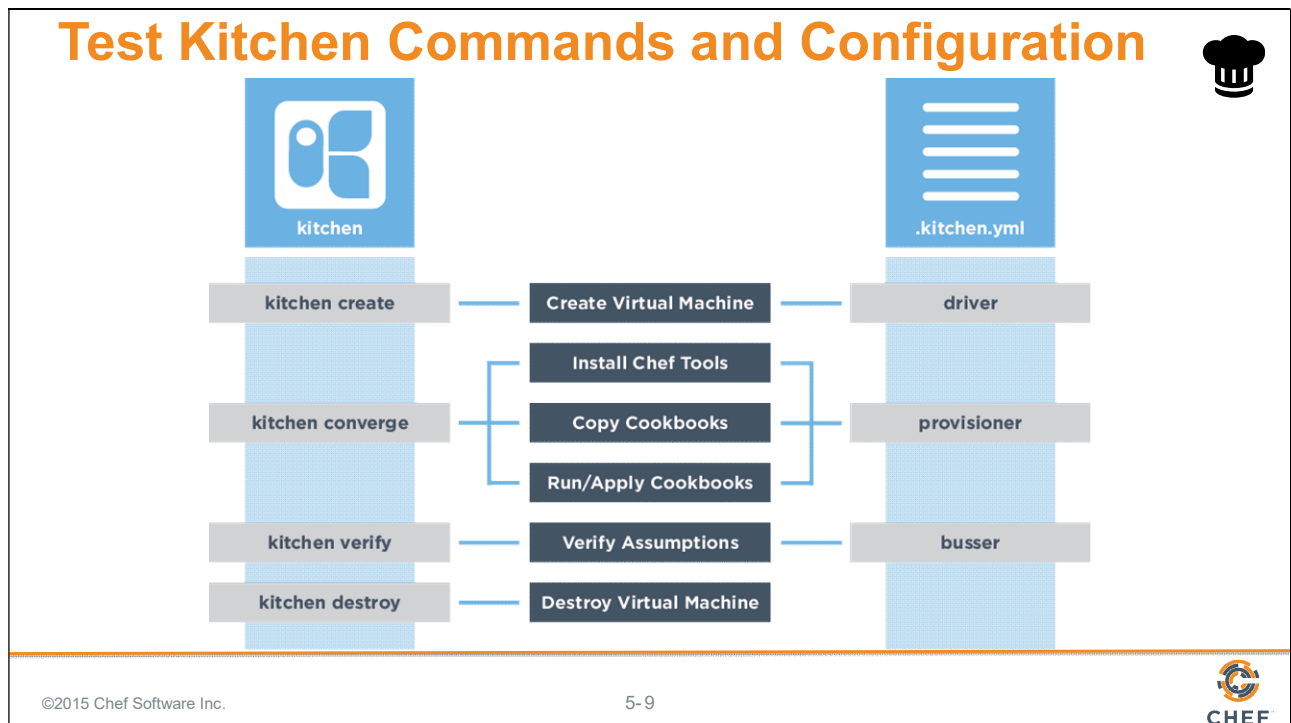 Test Kitchen Commands and Configuration
kitchen
.kitchen.yml
kitchen create
Create Virtual Machine
driver
Install Chef Tools
kitchen converge
Copy Cookbooks
provisioner
Run/Apply Cookbooks
kitchen verify
Verify Assumptions
busser
kitchen destroy
Destroy Virtual Machine
©2015 Chef Software Inc.
5-9
CHEF